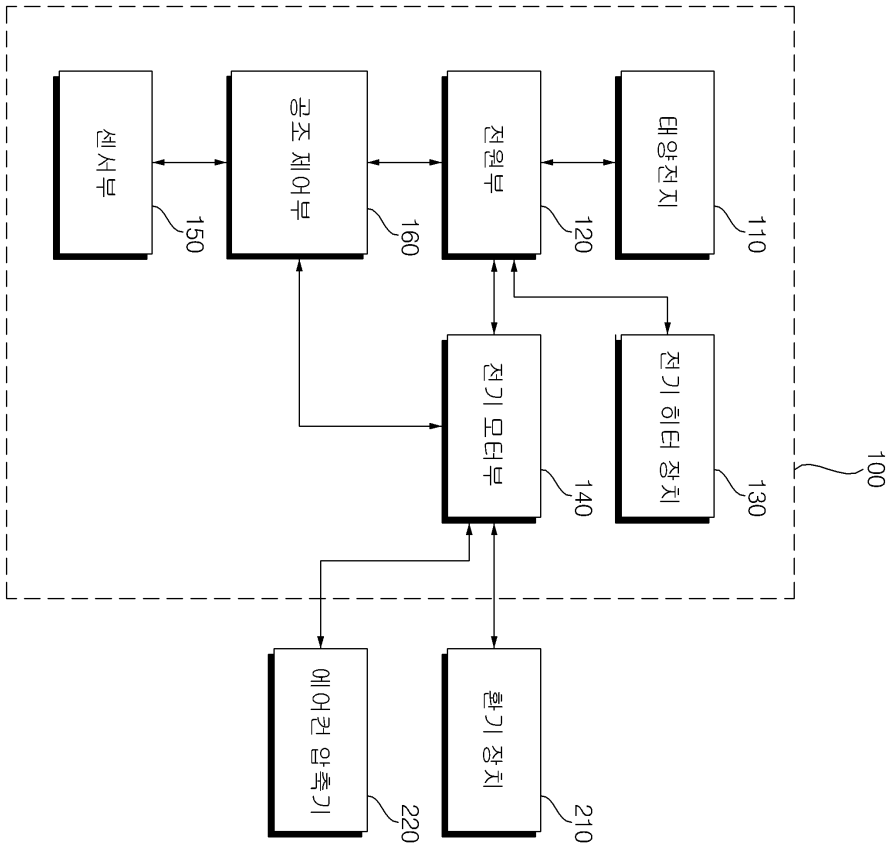 100
태양전지
110
전기 히터 장치
130
전원부
120
전기 모터부
140
환기 장치
210
공조 제어부
160
에어컨 압축기
220
센서부
150